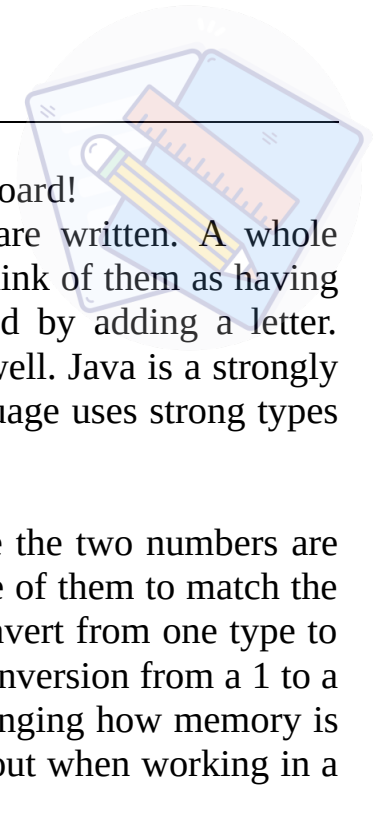 oard!
are written. A whole
ink of them as having
d by adding a letter.
well. Java is a strongly
uage uses strong types
e the two numbers are
e of them to match the
nvert from one type to
nversion from a 1 to a
nging how memory is
out when working in a